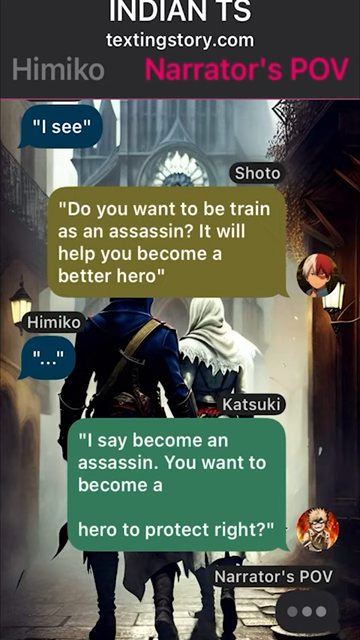 INDIAN TS
textingstory.com
Himiko Narrator's POV
"I see"
Shoto
"Do you want to be train
as an assassin? It will
help you become a
better hero"
Himiko
"..."
Katsuki
"I say become an
assassin. You want to
become a
hero to protect right?"
Narrator's POV